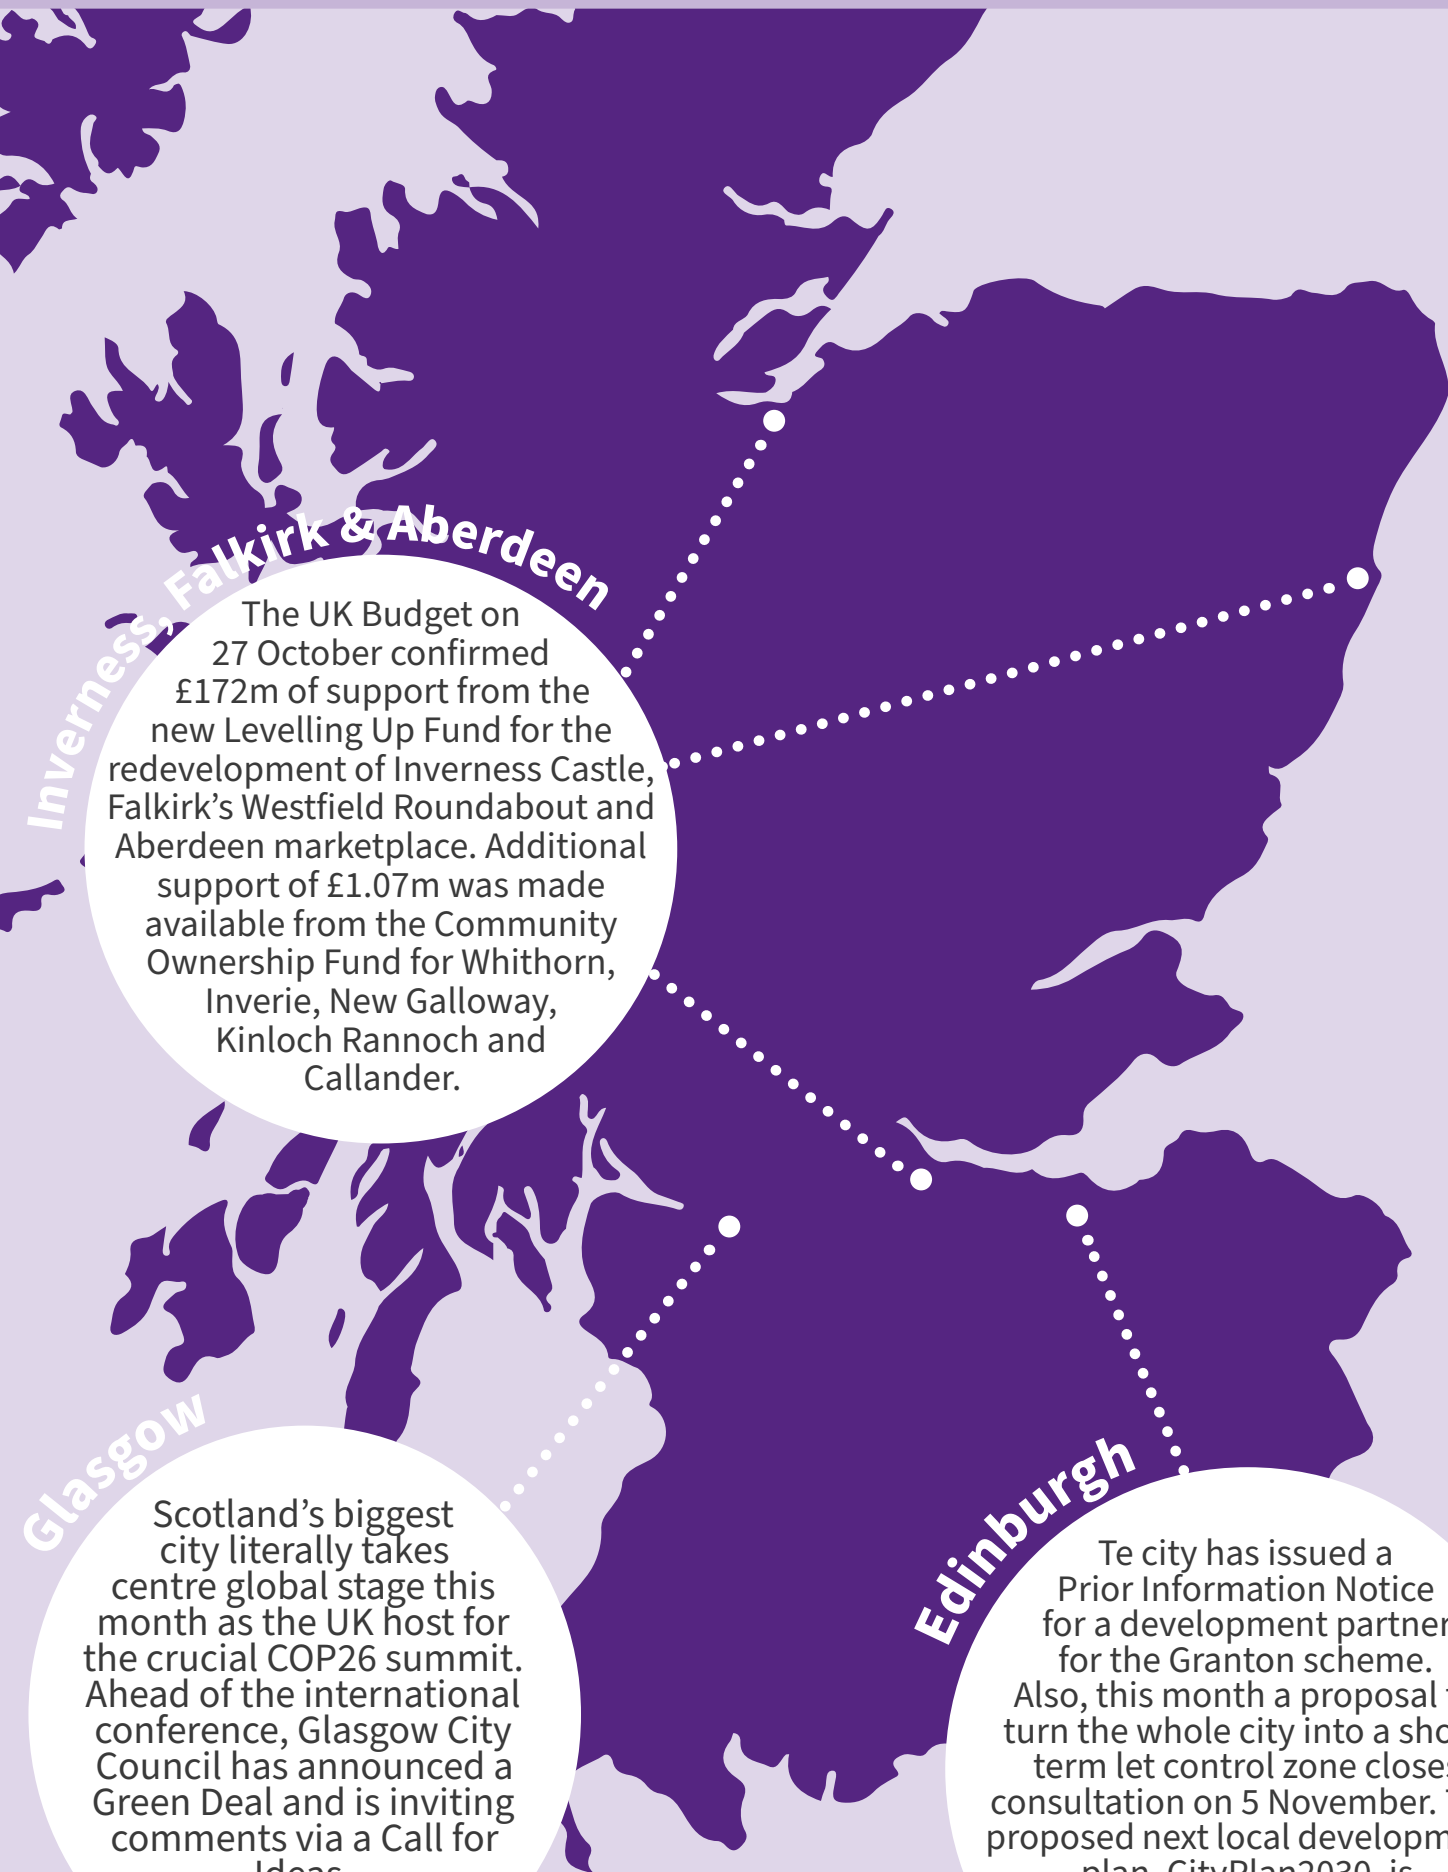 Inverness, Falkirk & Aberdeen
The UK Budget on
27 October confirmed
£172m of support from the
new Levelling Up Fund for the
redevelopment of Inverness Castle,
Falkirk’s Westfield Roundabout and
Aberdeen marketplace. Additional
support of £1.07m was made
available from the Community
Ownership Fund for Whithorn,
Inverie, New Galloway,
Kinloch Rannoch and
Callander.
Glasgow
Scotland’s biggest
city literally takes
centre global stage this
month as the UK host for
the crucial COP26 summit.
Ahead of the international
conference, Glasgow City
Council has announced a
Green Deal and is inviting
comments via a Call for
Ideas.
Edinburgh
Te city has issued a
Prior Information Notice
for a development partner
for the Granton scheme.
Also, this month a proposal
turn the whole city into a
term let control zone
consultation on 5 November.
proposed next local
plan, CityPlan2030, is